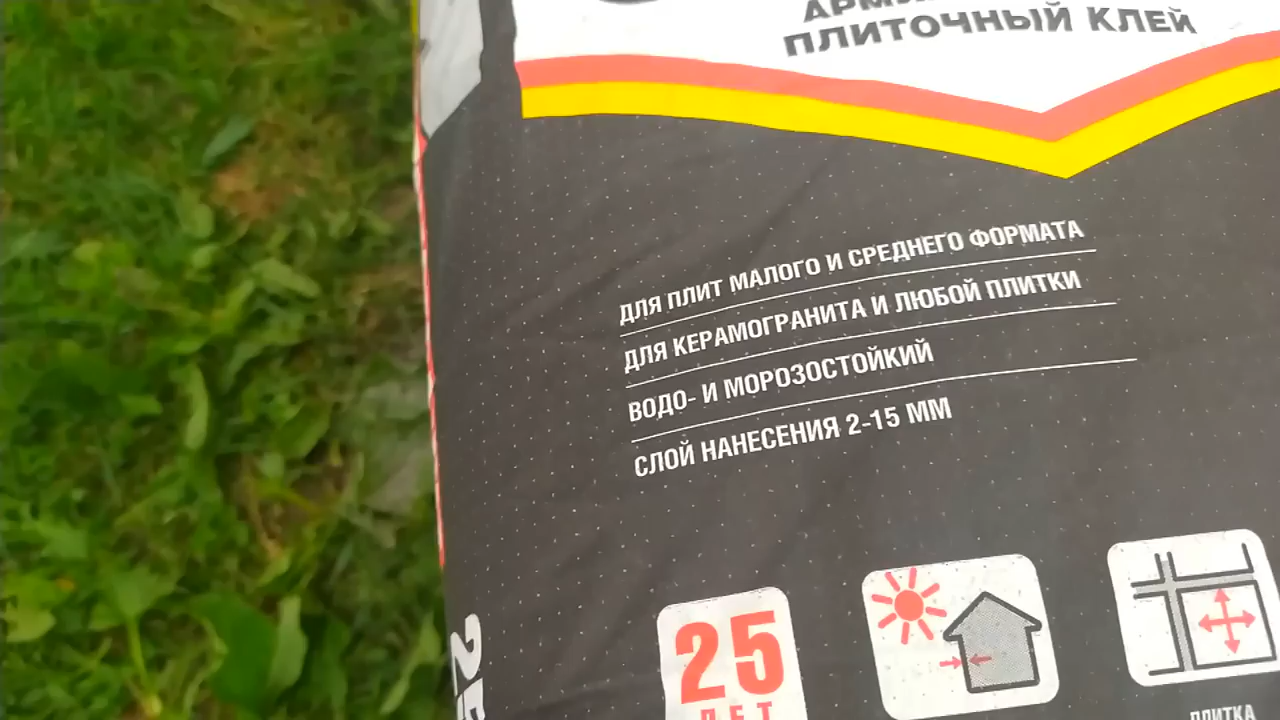 ПЛИТОЧНЫЙ КЛЕЙ
ДЛЯ ПЛИТ МАЛОГО И СРЕДНЕГО ФОРМАТА
ДЛЯ КЕРАМОГРАНИТА И ЛЮБОЙ ПЛИТКИ
ВОДО- И МОРОЗОСТОЙКИЙ
СЛОЙ НАНЕСЕНИЯ 2-15 ММ
25
ЛЕТ
ПЛИТКА
25